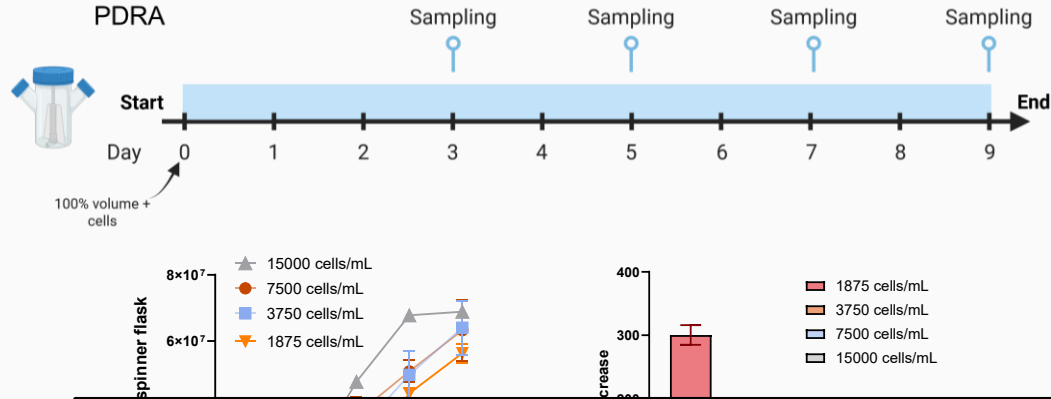 PDRA
Sampling Sampling Sampling Sampling
Start End
Day 0 1 2 3 4 5 6 7 8 9
100% volume +
cells
8×10⁷
6×10⁷
spinner flask
15000 cells/mL
7500 cells/mL
3750 cells/mL
1875 cells/mL
400
300
1875 cells/mL
3750 cells/mL
7500 cells/mL
15000 cells/mL